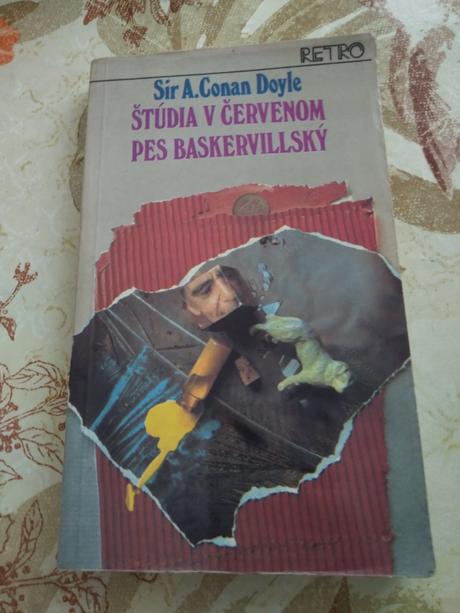 RETRO
Sir A. Conan Doyle
ŠTÚDIA V ČERVENOM
PES BASKERVILLSKÝ